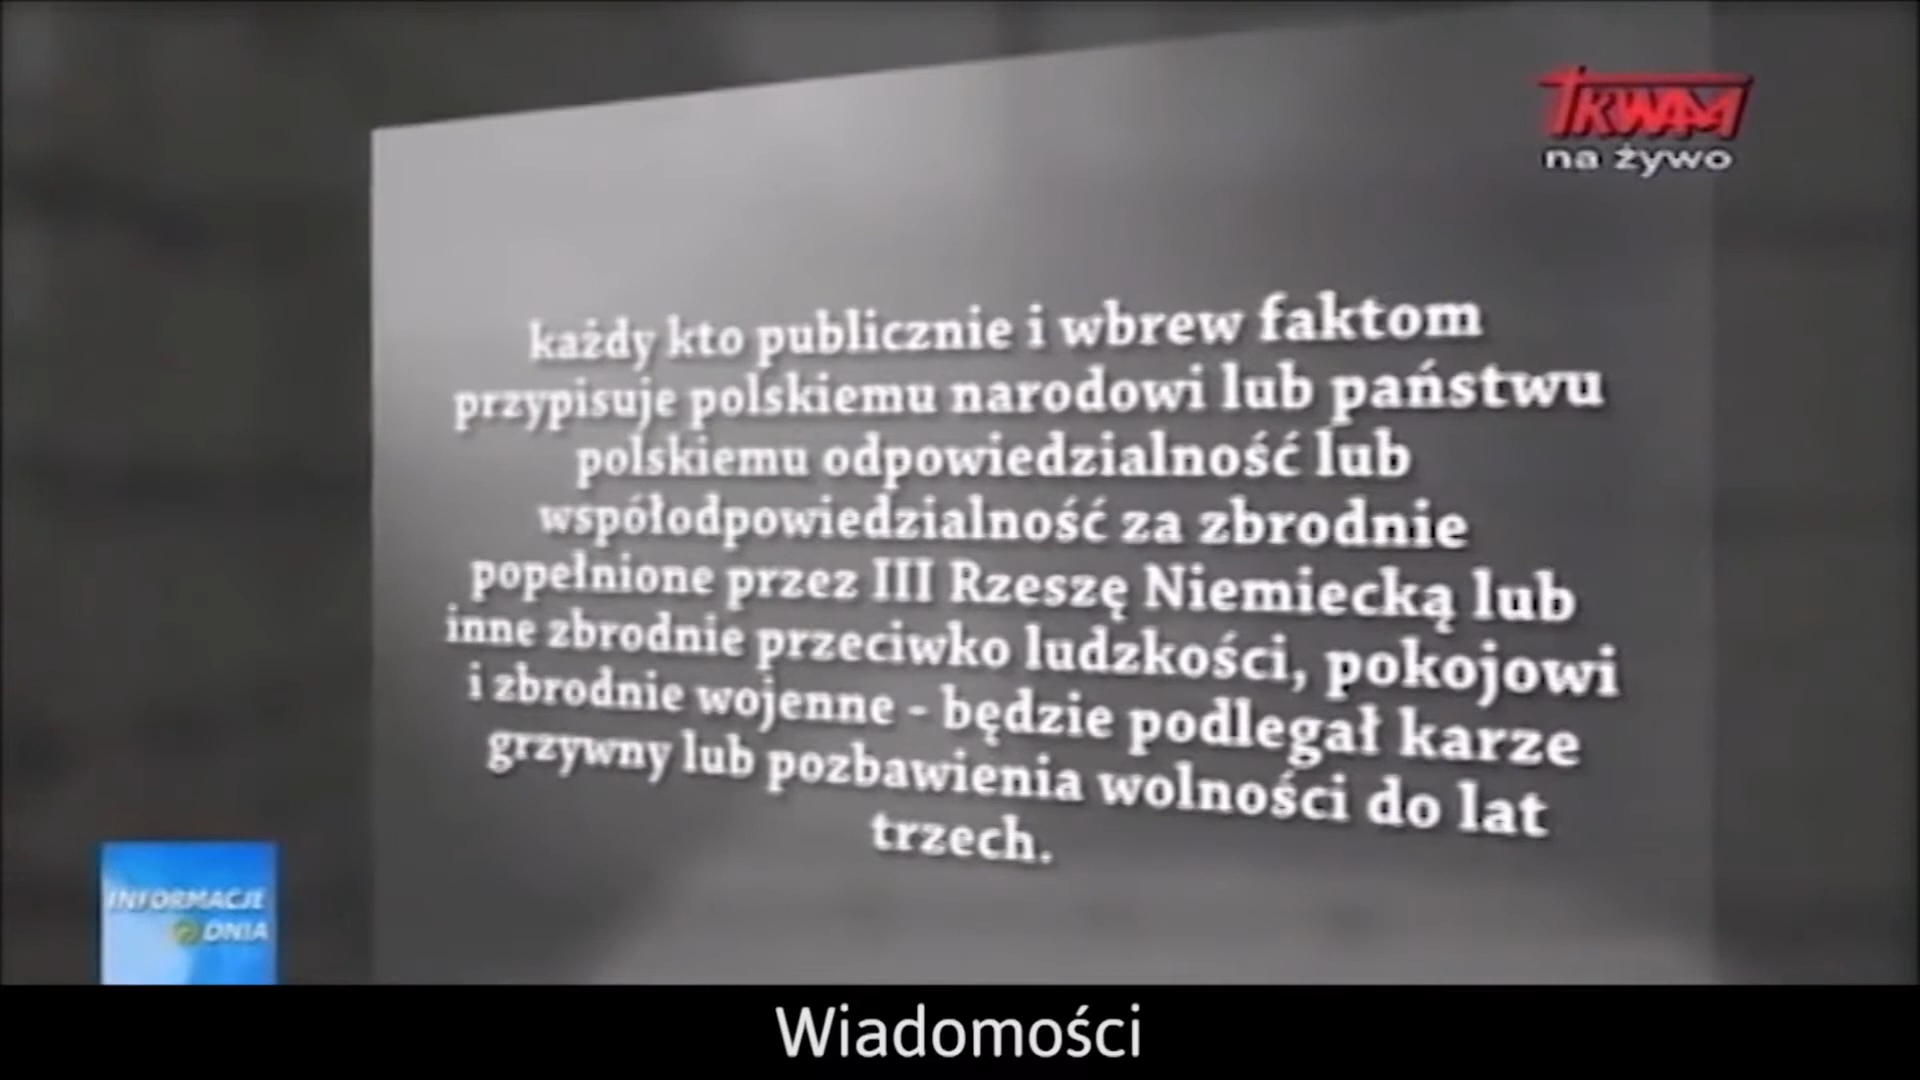 TRWAM
na żywo
każdy kto publicznie i wbrew faktom
przypisuje polskiemu narodowi lub państwu
polskiemu odpowiedzialność lub
współodpowiedzialność za zbrodnie
popełnione przez III Rzeszę Niemiecką lub
inne zbrodnie przeciwko ludzkości, pokojowi
i zbrodnie wojenne - będzie podlegał karze
grzywny lub pozbawienia wolności do lat
trzech.
INFORMACJE
DNIA
Wiadomości